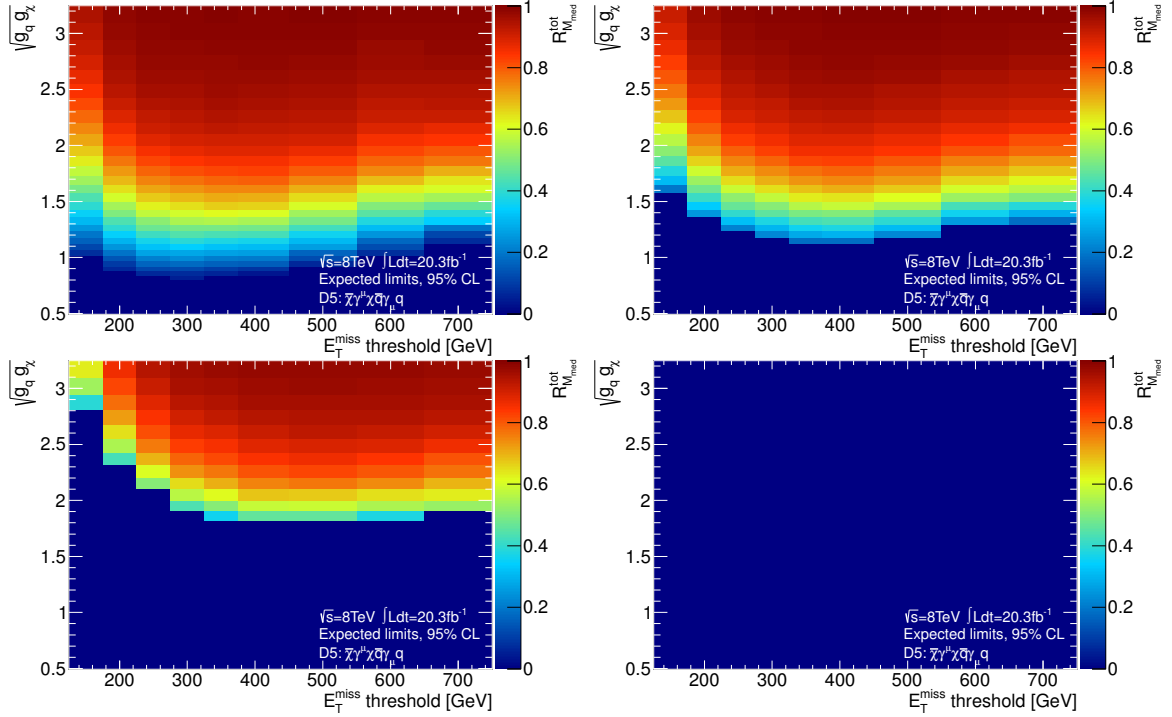 √g_q g_χ
3
2.5
2
1.5
1
0.5
200 300 400 500 600 700
E_T^miss threshold [GeV]
√s=8TeV ∫Ldt=20.3fb⁻¹
Expected limits, 95% CL
D5: χ̄γ^μχq̄γ_μq
1
0.8
0.6
0.4
0.2
0
R^tot_M_med
√g_q g_χ
3
2.5
2
1.5
1
0.5
200 300 400 500 600 700
E_T^miss threshold [GeV]
√s=8TeV ∫Ldt=20.3fb⁻¹
Expected limits, 95% CL
D5: χ̄γ^μχq̄γ_μq
1
0.8
0.6
0.4
0.2
0
R^tot_M_med
√g_q g_χ
3
2.5
2
1.5
1
0.5
200 300 400 500 600 700
E_T^miss threshold [GeV]
√s=8TeV ∫Ldt=20.3fb⁻¹
Expected limits, 95% CL
D5: χ̄γ^μχq̄γ_μq
1
0.8
0.6
0.4
0.2
0
R^tot_M_med
√g_q g_χ
3
2.5
2
1.5
1
0.5
200 300 400 500 600 700
E_T^miss threshold [GeV]
√s=8TeV ∫Ldt=20.3fb⁻¹
Expected limits, 95% CL
D5: χ̄γ^μχq̄γ_μq
1
0.8
0.6
0.4
0.2
0
R^tot_M_med